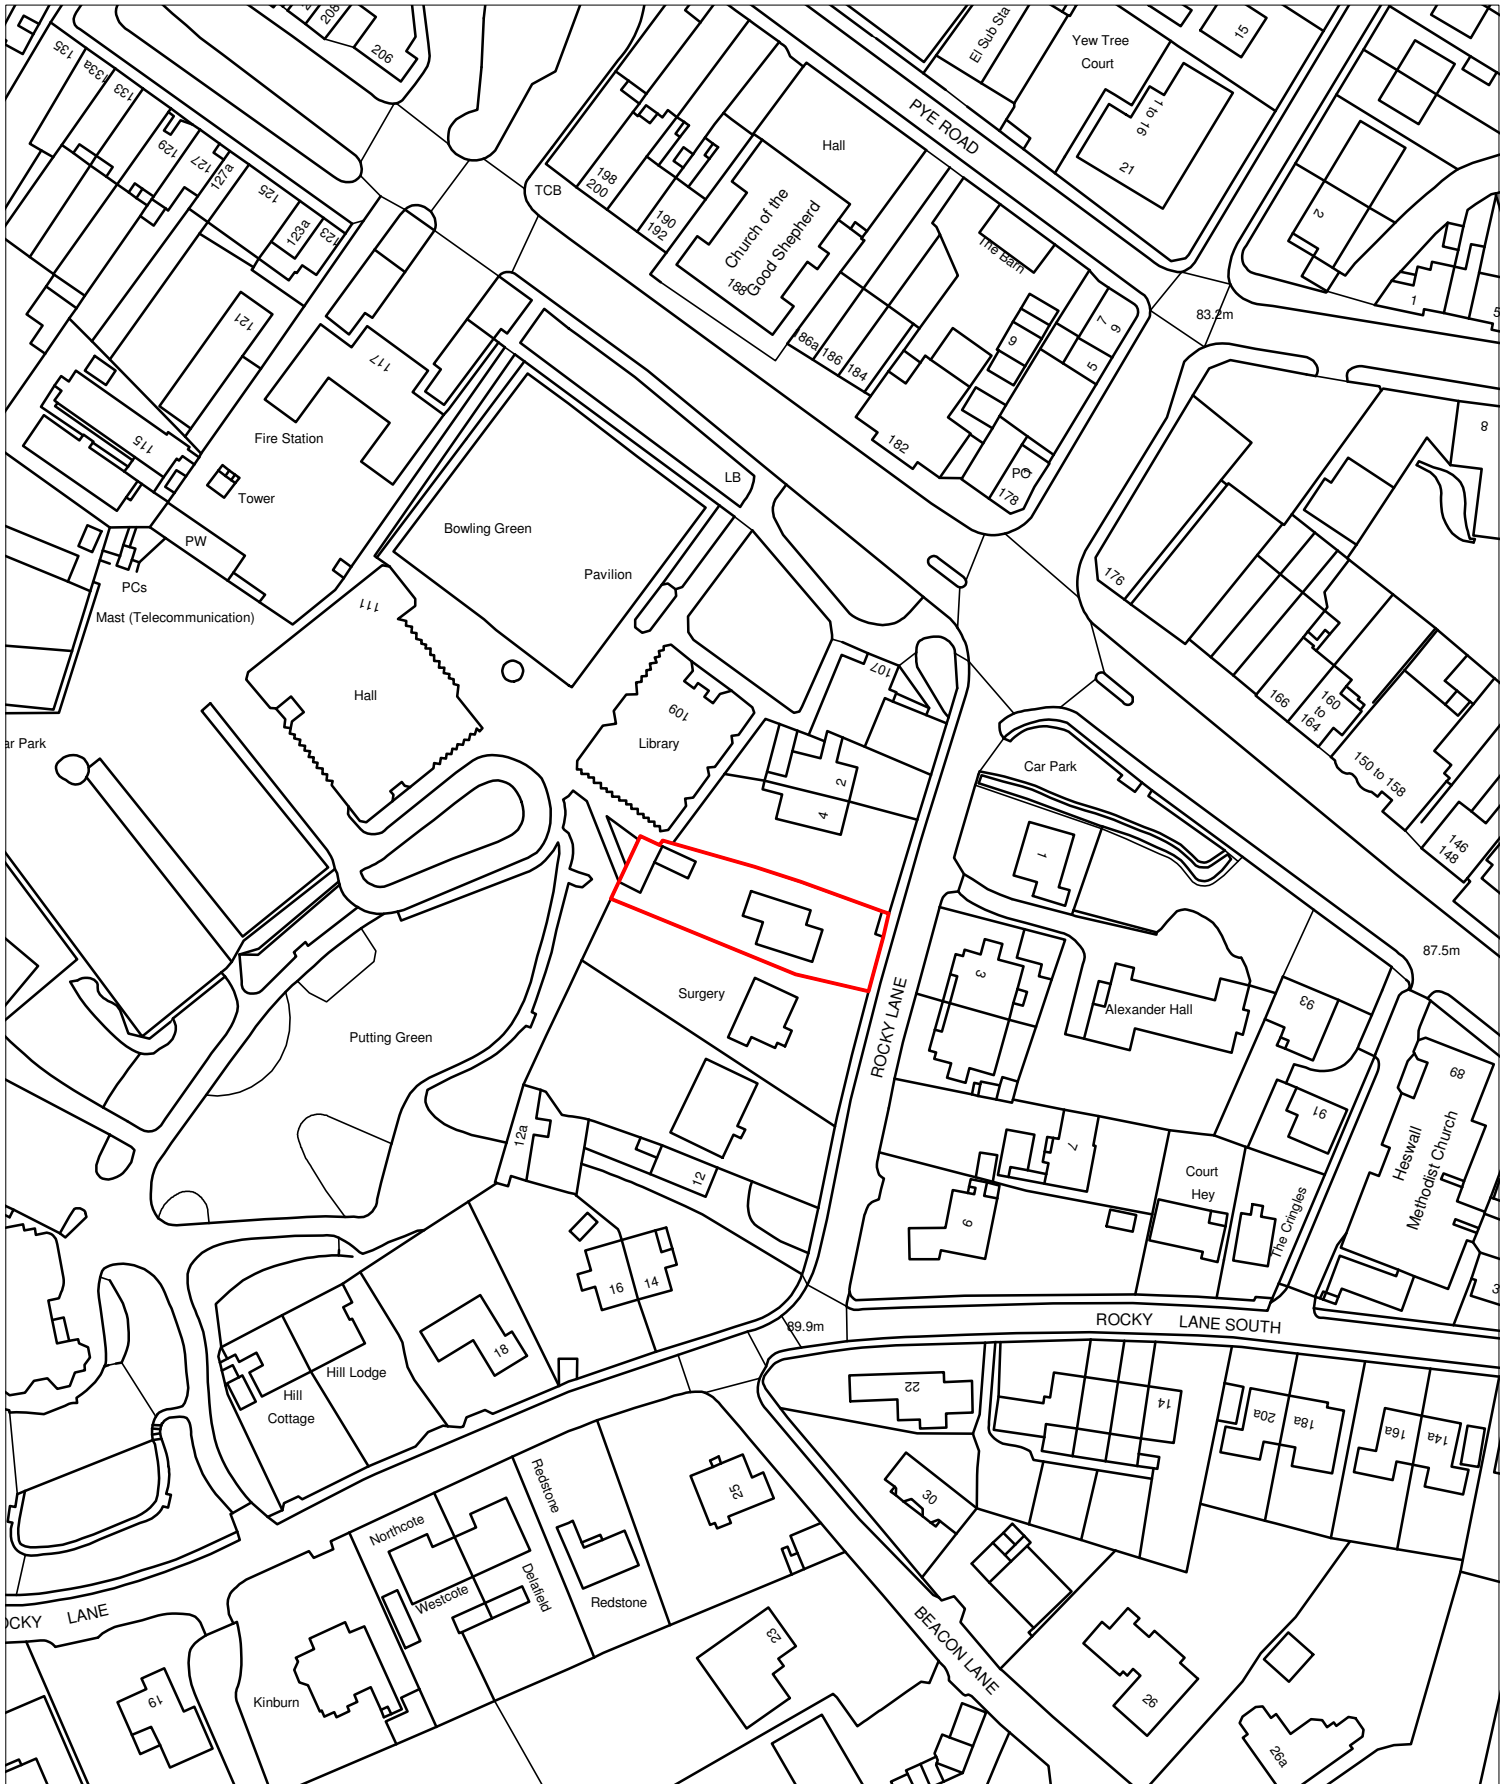 208
206
135
133a
133
129
127
127a
125
123a
123
121
117
115
Fire Station
Tower
PW
PCs
Mast (Telecommunication)
111
Hall
ar Park
Bowling Green
Pavilion
LB
TCB
198
200
190
192
Church of the
Good Shepherd
188
Hall
86a
186
184
182
The Barn
9
7
9
5
178
PYE ROAD
El Sub Sta
Yew Tree
Court
1 to 16
21
15
2
1
5
83.2m
8
176
166
160
to
164
150 to 158
146
148
87.5m
109
Library
107
2
4
Car Park
1
3
Alexander Hall
93
91
89
Heswall
Methodist Church
Surgery
ROCKY LANE
Putting Green
12a
12
7
6
Court
Hey
The Cringles
16
14
18
Hill Lodge
Hill
Cottage
89.9m
ROCKY LANE SOUTH
22
14
20a
18a
16a
14a
30
25
Redstone
Redstone
Northcote
Westcote
Delafield
OCKY LANE
Kinburn
19
23
BEACON LANE
26
26a